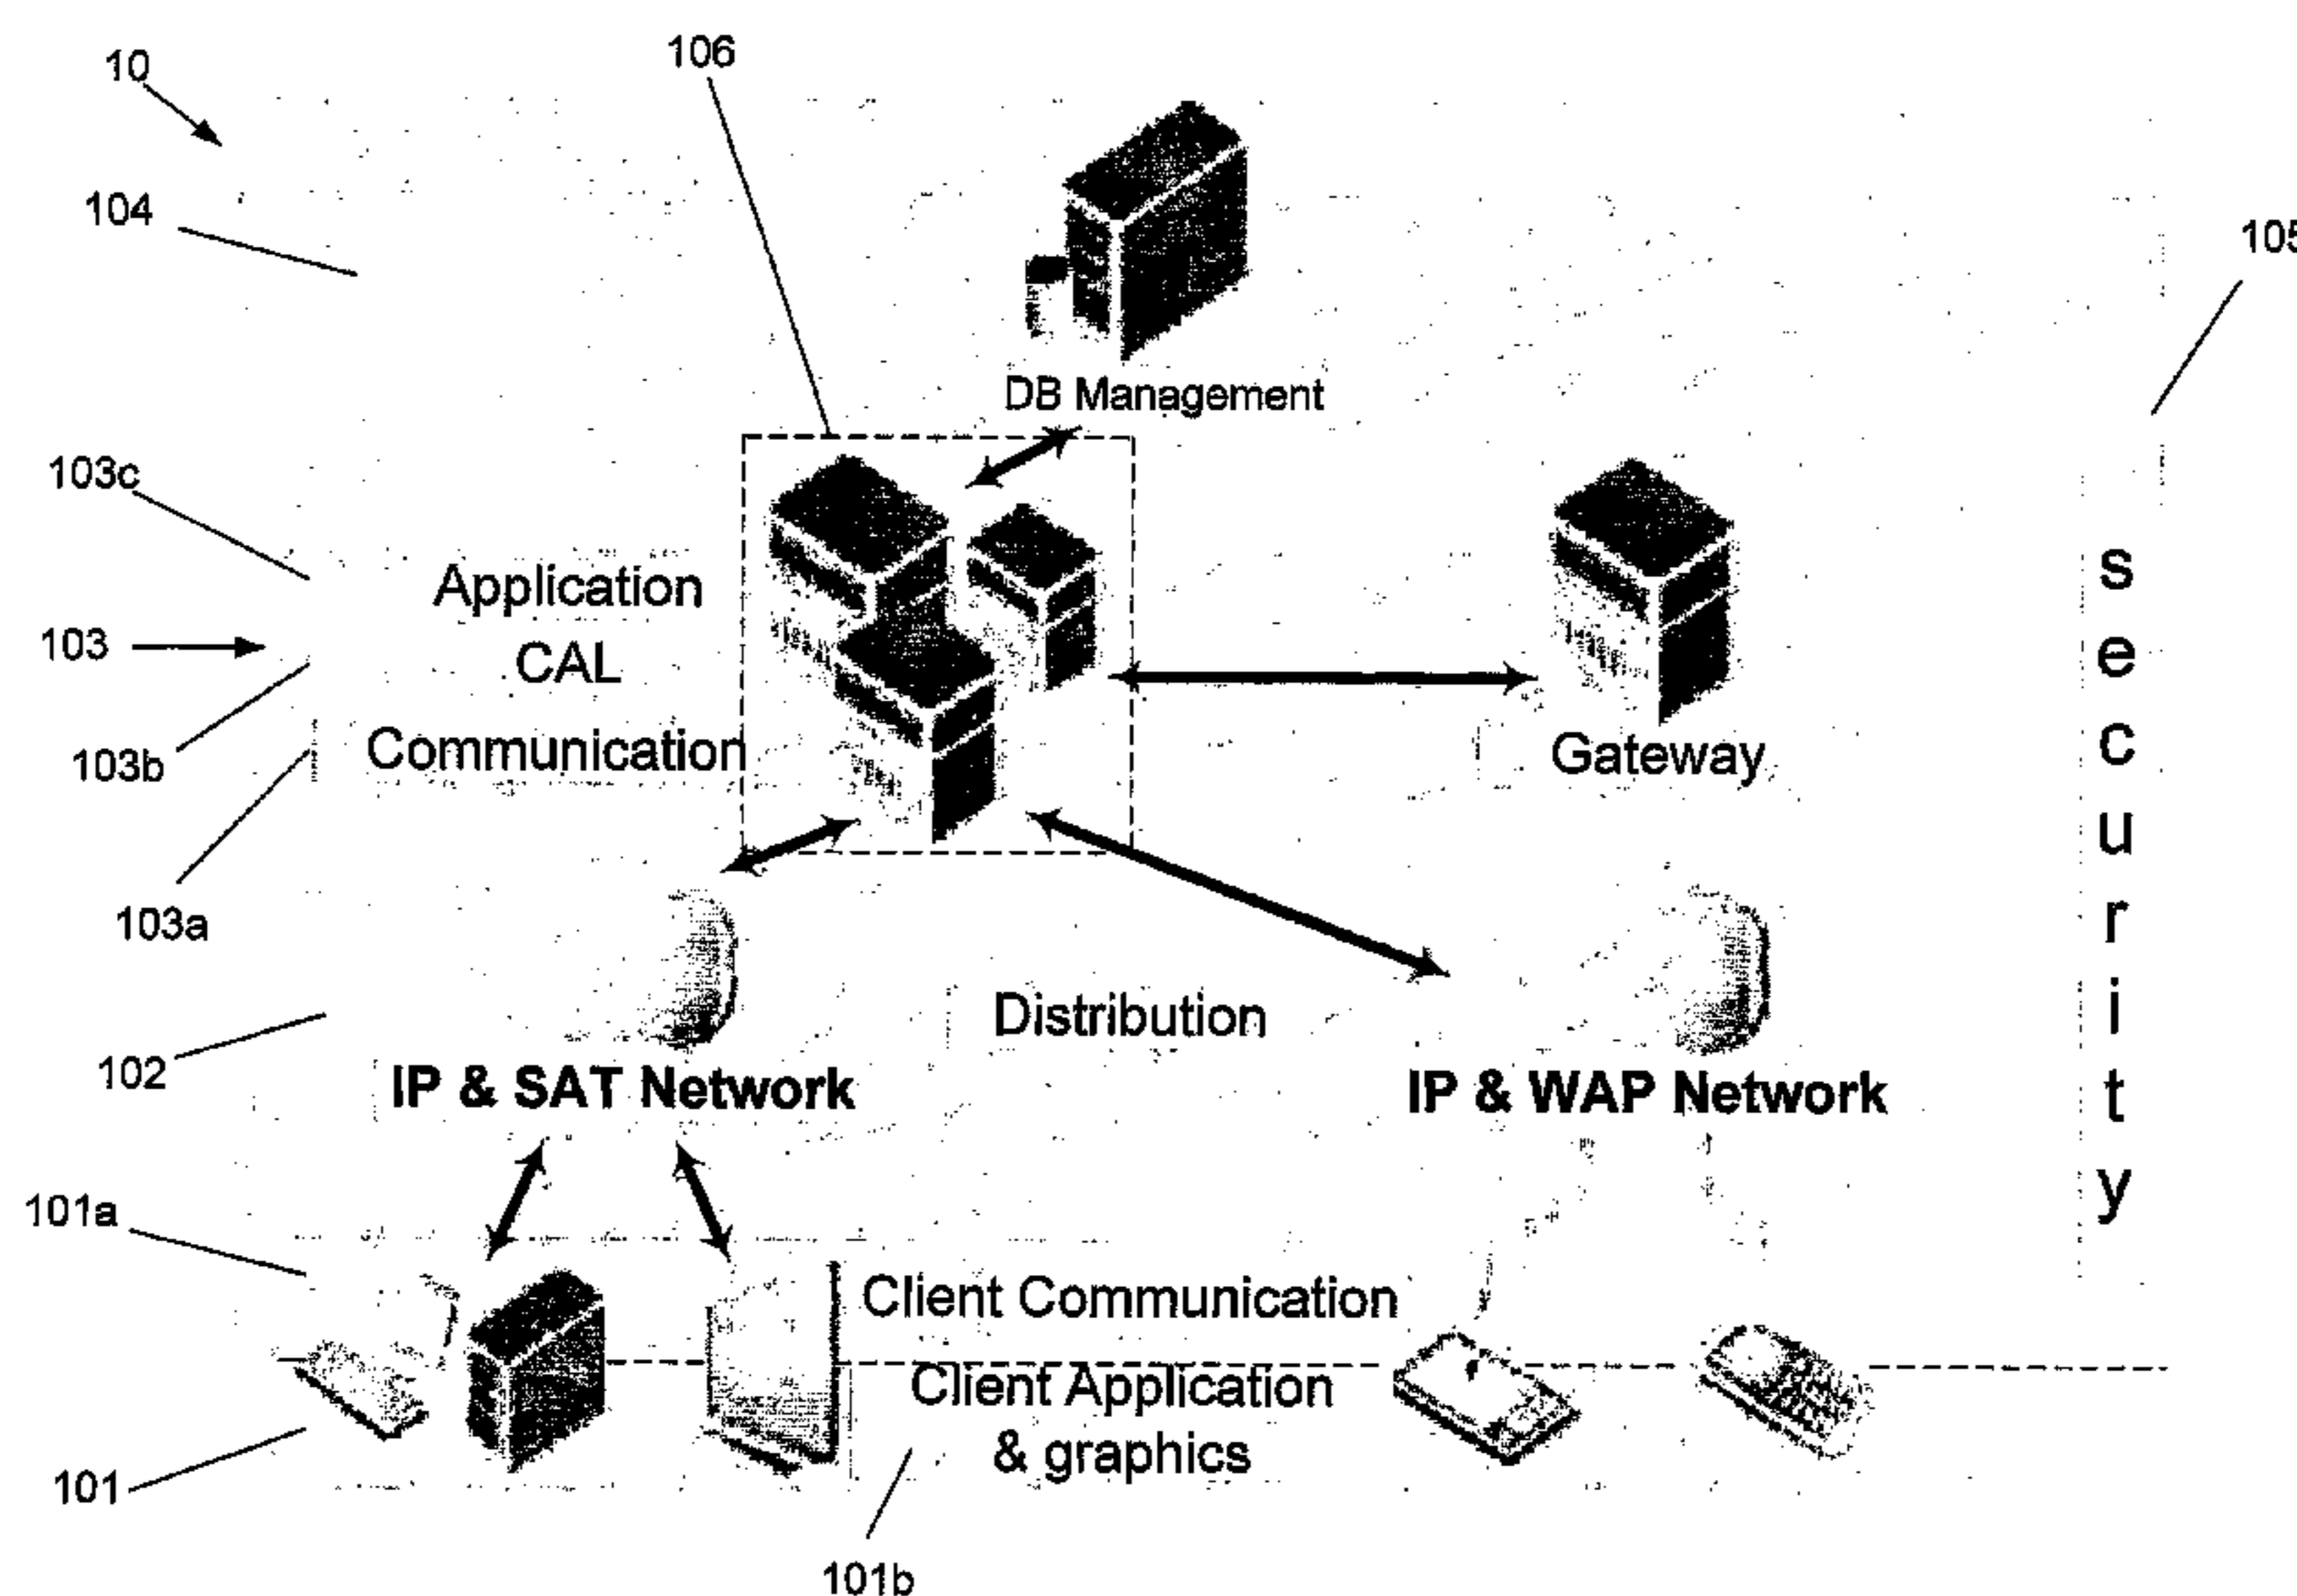 10
106
104
105
DB Management
103c
Application
103
CAL
103b
Communication
Gateway
103a
security
102
Distribution
IP & SAT Network
IP & WAP Network
101a
Client Communication
Client Application
& graphics
101
101b